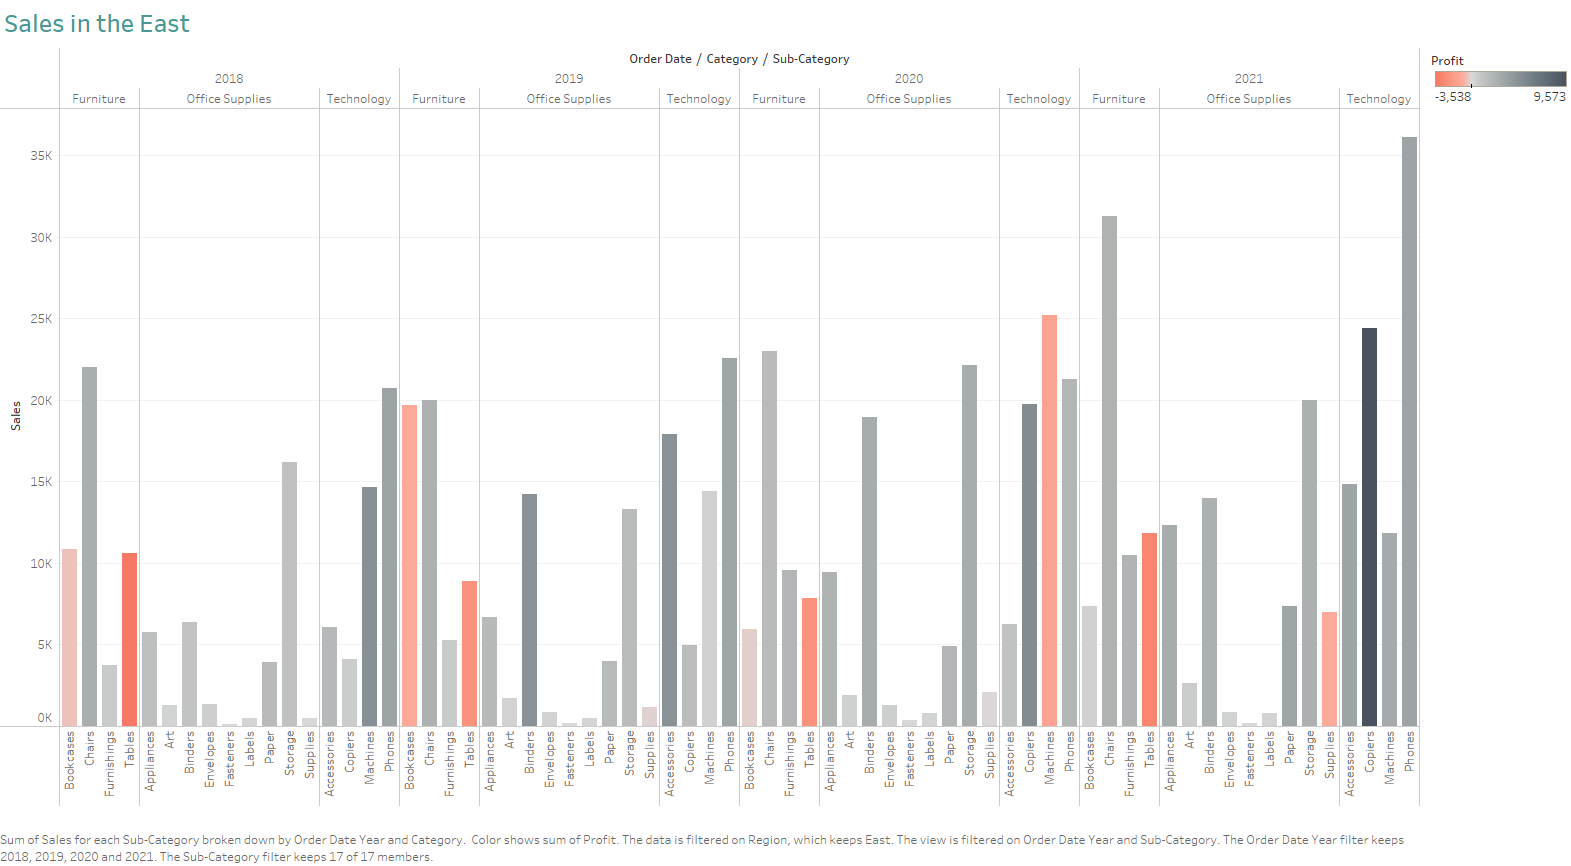 Sales in the East
Order Date / Category / Sub-Category
Profit
2018 2019 2020 2021
Furniture Office Supplies Technology Furniture Office Supplies Technology Furniture Office Supplies Technology Furniture Office Supplies Technology
-3,538 9,573
35K
30K
25K
20K
Sales
15K
10K
5K
0K
Bookcases Chairs Furnishings Tables Appliances Art Binders Envelopes Fasteners Labels Paper Storage Supplies Accessories Copiers Machines Phones Bookcases Chairs Furnishings Tables Appliances Art Binders Envelopes Fasteners Labels Paper Storage Supplies Accessories Copiers Machines Phones Bookcases Chairs Furnishings Tables Appliances Art Binders Envelopes Fasteners Labels Paper Storage Supplies Accessories Copiers Machines Phones Bookcases Chairs Furnishings Tables Appliances Art Binders Envelopes Fasteners Labels Paper Storage Supplies Accessories Copiers Machines Phones
Sum of Sales for each Sub-Category broken down by Order Date Year and Category.  Color shows sum of Profit. The data is filtered on Region, which keeps East. The view is filtered on Order Date Year and Sub-Category. The Order Date Year filter keeps
2018, 2019, 2020 and 2021. The Sub-Category filter keeps 17 of 17 members.